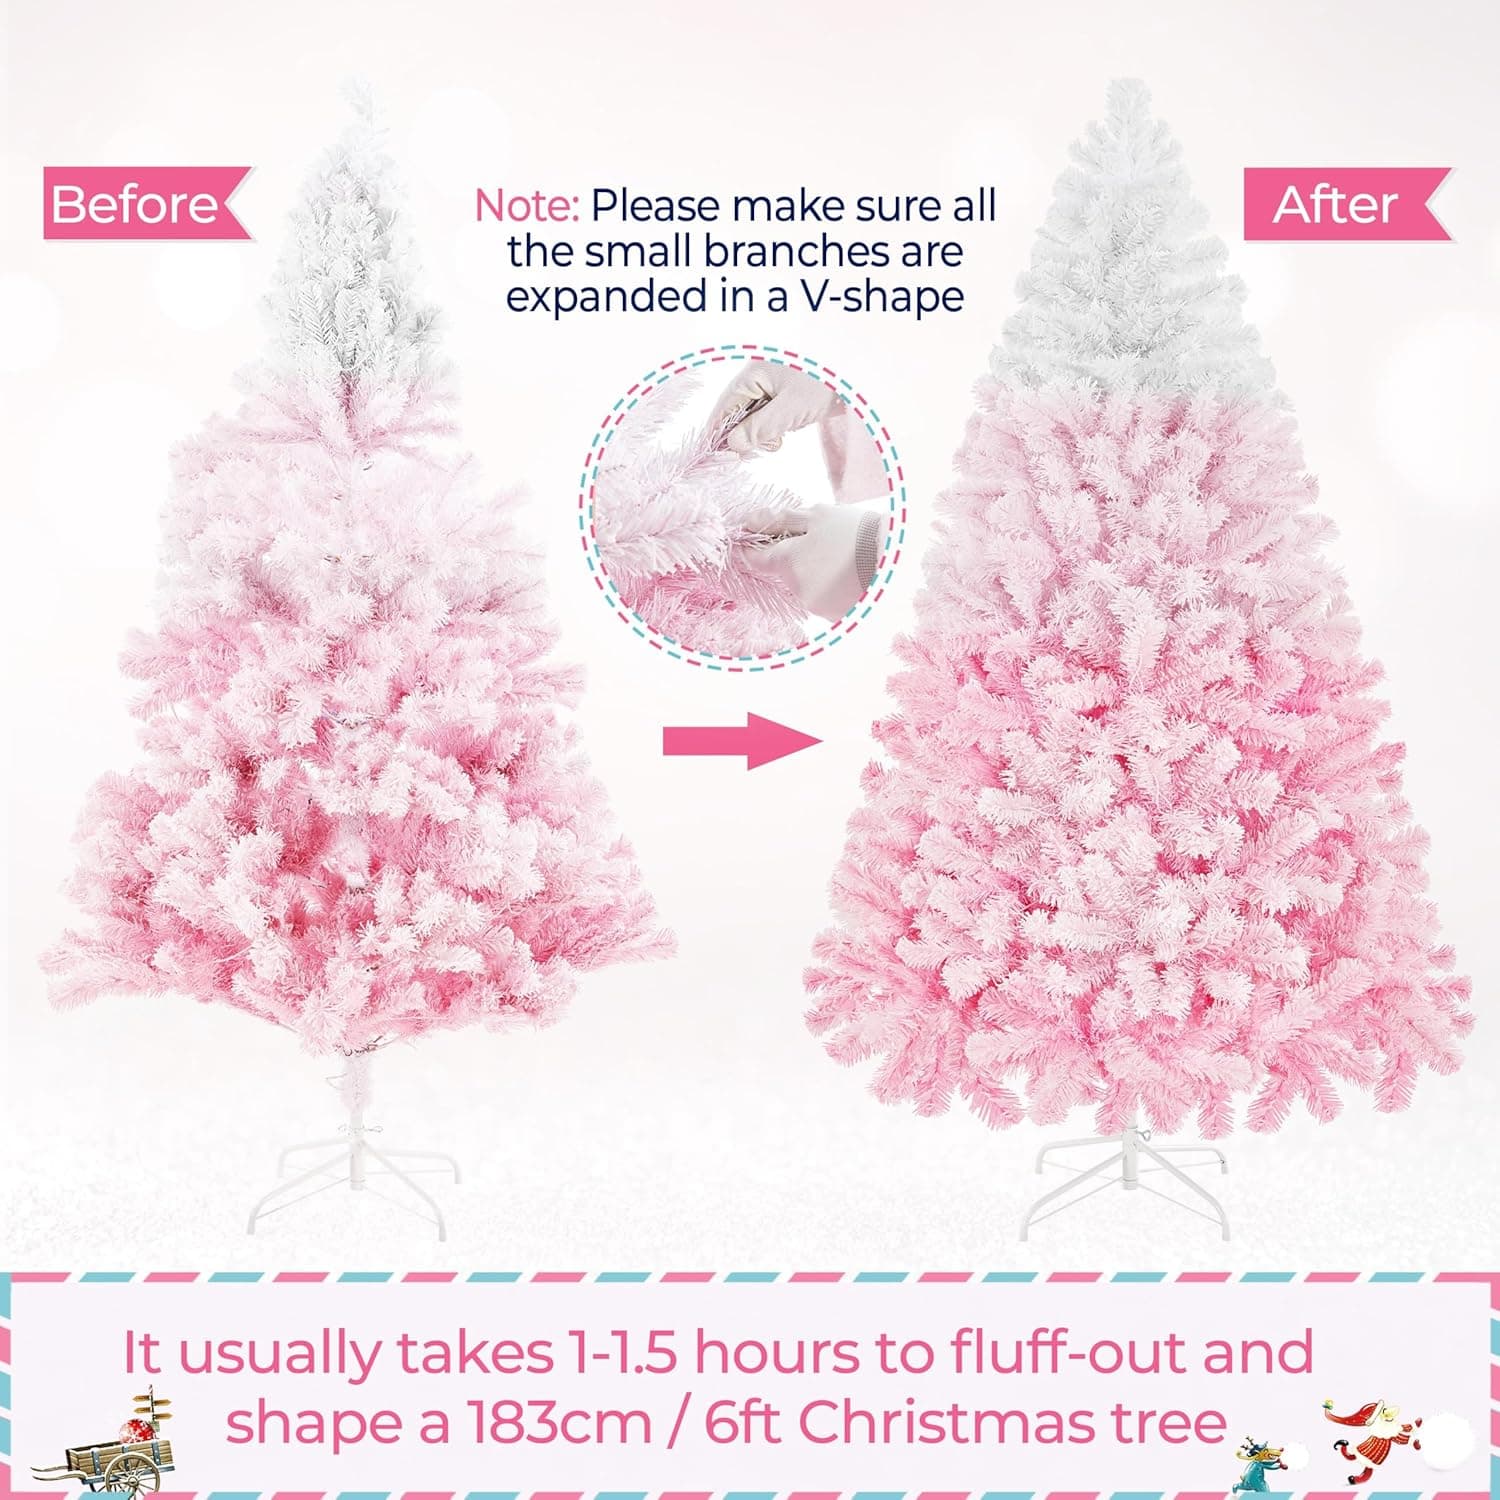 Before
Note: Please make sure all
the small branches are
expanded in a V-shape
After
It usually takes 1-1.5 hours to fluff-out and
shape a 183cm / 6ft Christmas tree